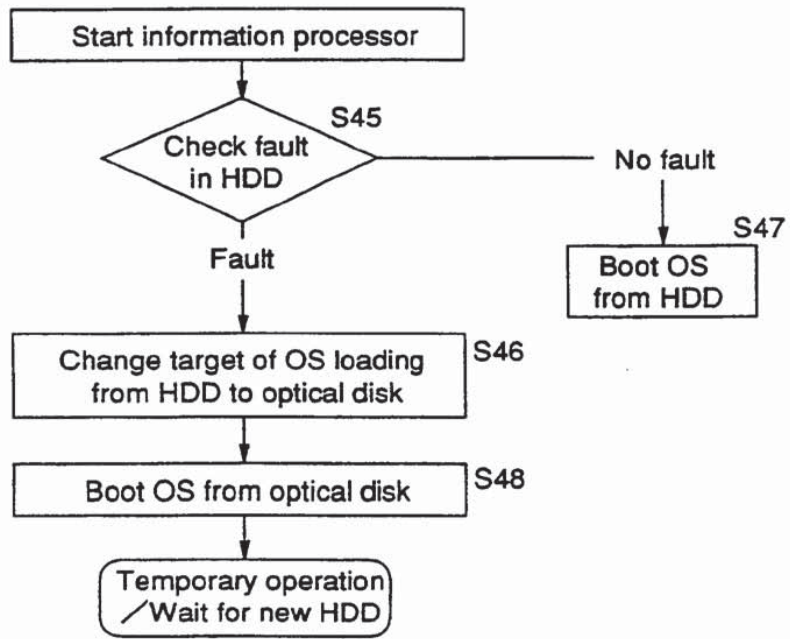 Start information processor
S45
Check fault
in HDD
No fault
Fault
S47
Boot OS
from HDD
S46
Change target of OS loading
from HDD to optical disk
S48
Boot OS from optical disk
Temporary operation
/Wait for new HDD